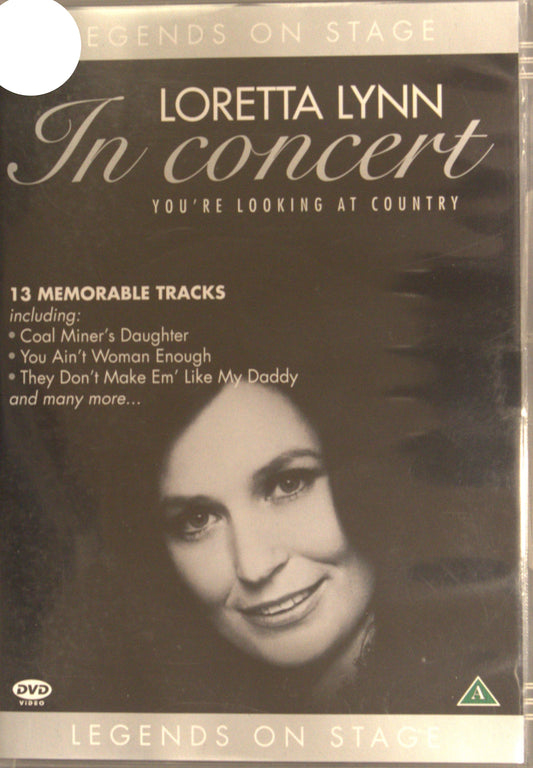 EGENDS ON STAGE
LORETTA LYNN
In concert
YOU'RE LOOKING AT COUNTRY
13 MEMORABLE TRACKS
including:
• Coal Miner's Daughter
• You Ain't Woman Enough
• They Don't Make Em' Like My Daddy
and many more...
DVD
VIDEO
A
LEGENDS ON STAGE